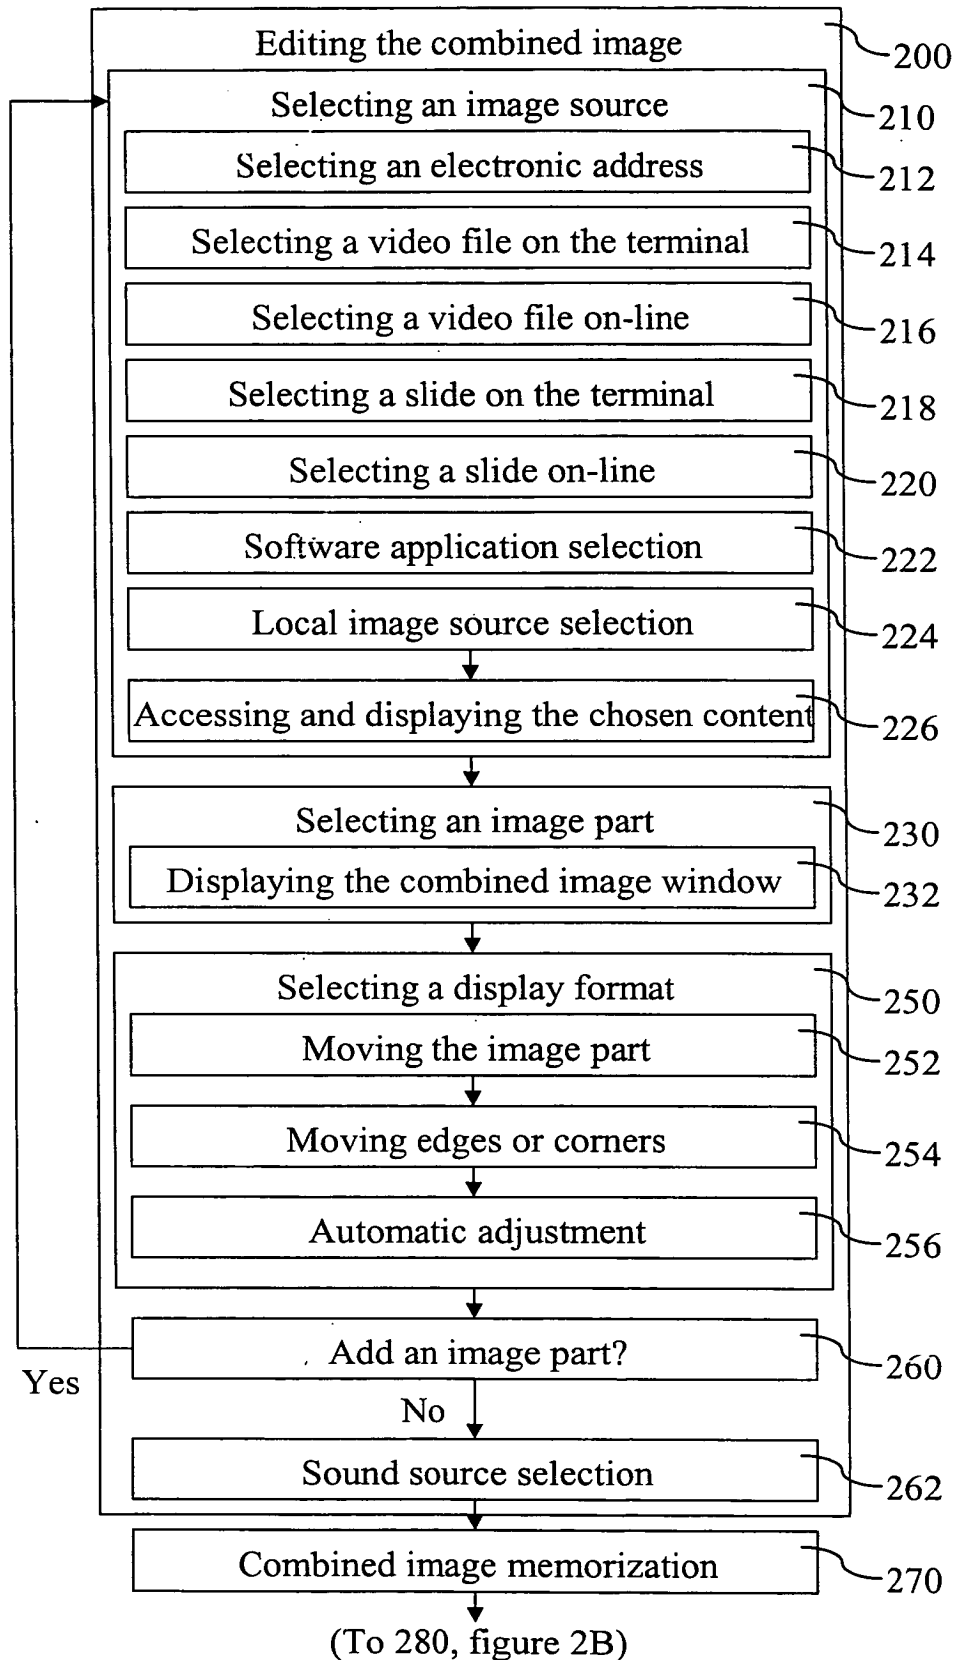 Editing the combined image
200
Selecting an image source
210
Selecting an electronic address
212
Selecting a video file on the terminal
214
Selecting a video file on-line
216
Selecting a slide on the terminal
218
Selecting a slide on-line
220
Software application selection
222
Local image source selection
224
Accessing and displaying the chosen content
226
Selecting an image part
230
Displaying the combined image window
232
Selecting a display format
250
Moving the image part
252
Moving edges or corners
254
Automatic adjustment
256
Add an image part?
260
Yes
No
Sound source selection
262
Combined image memorization
270
(To 280, figure 2B)